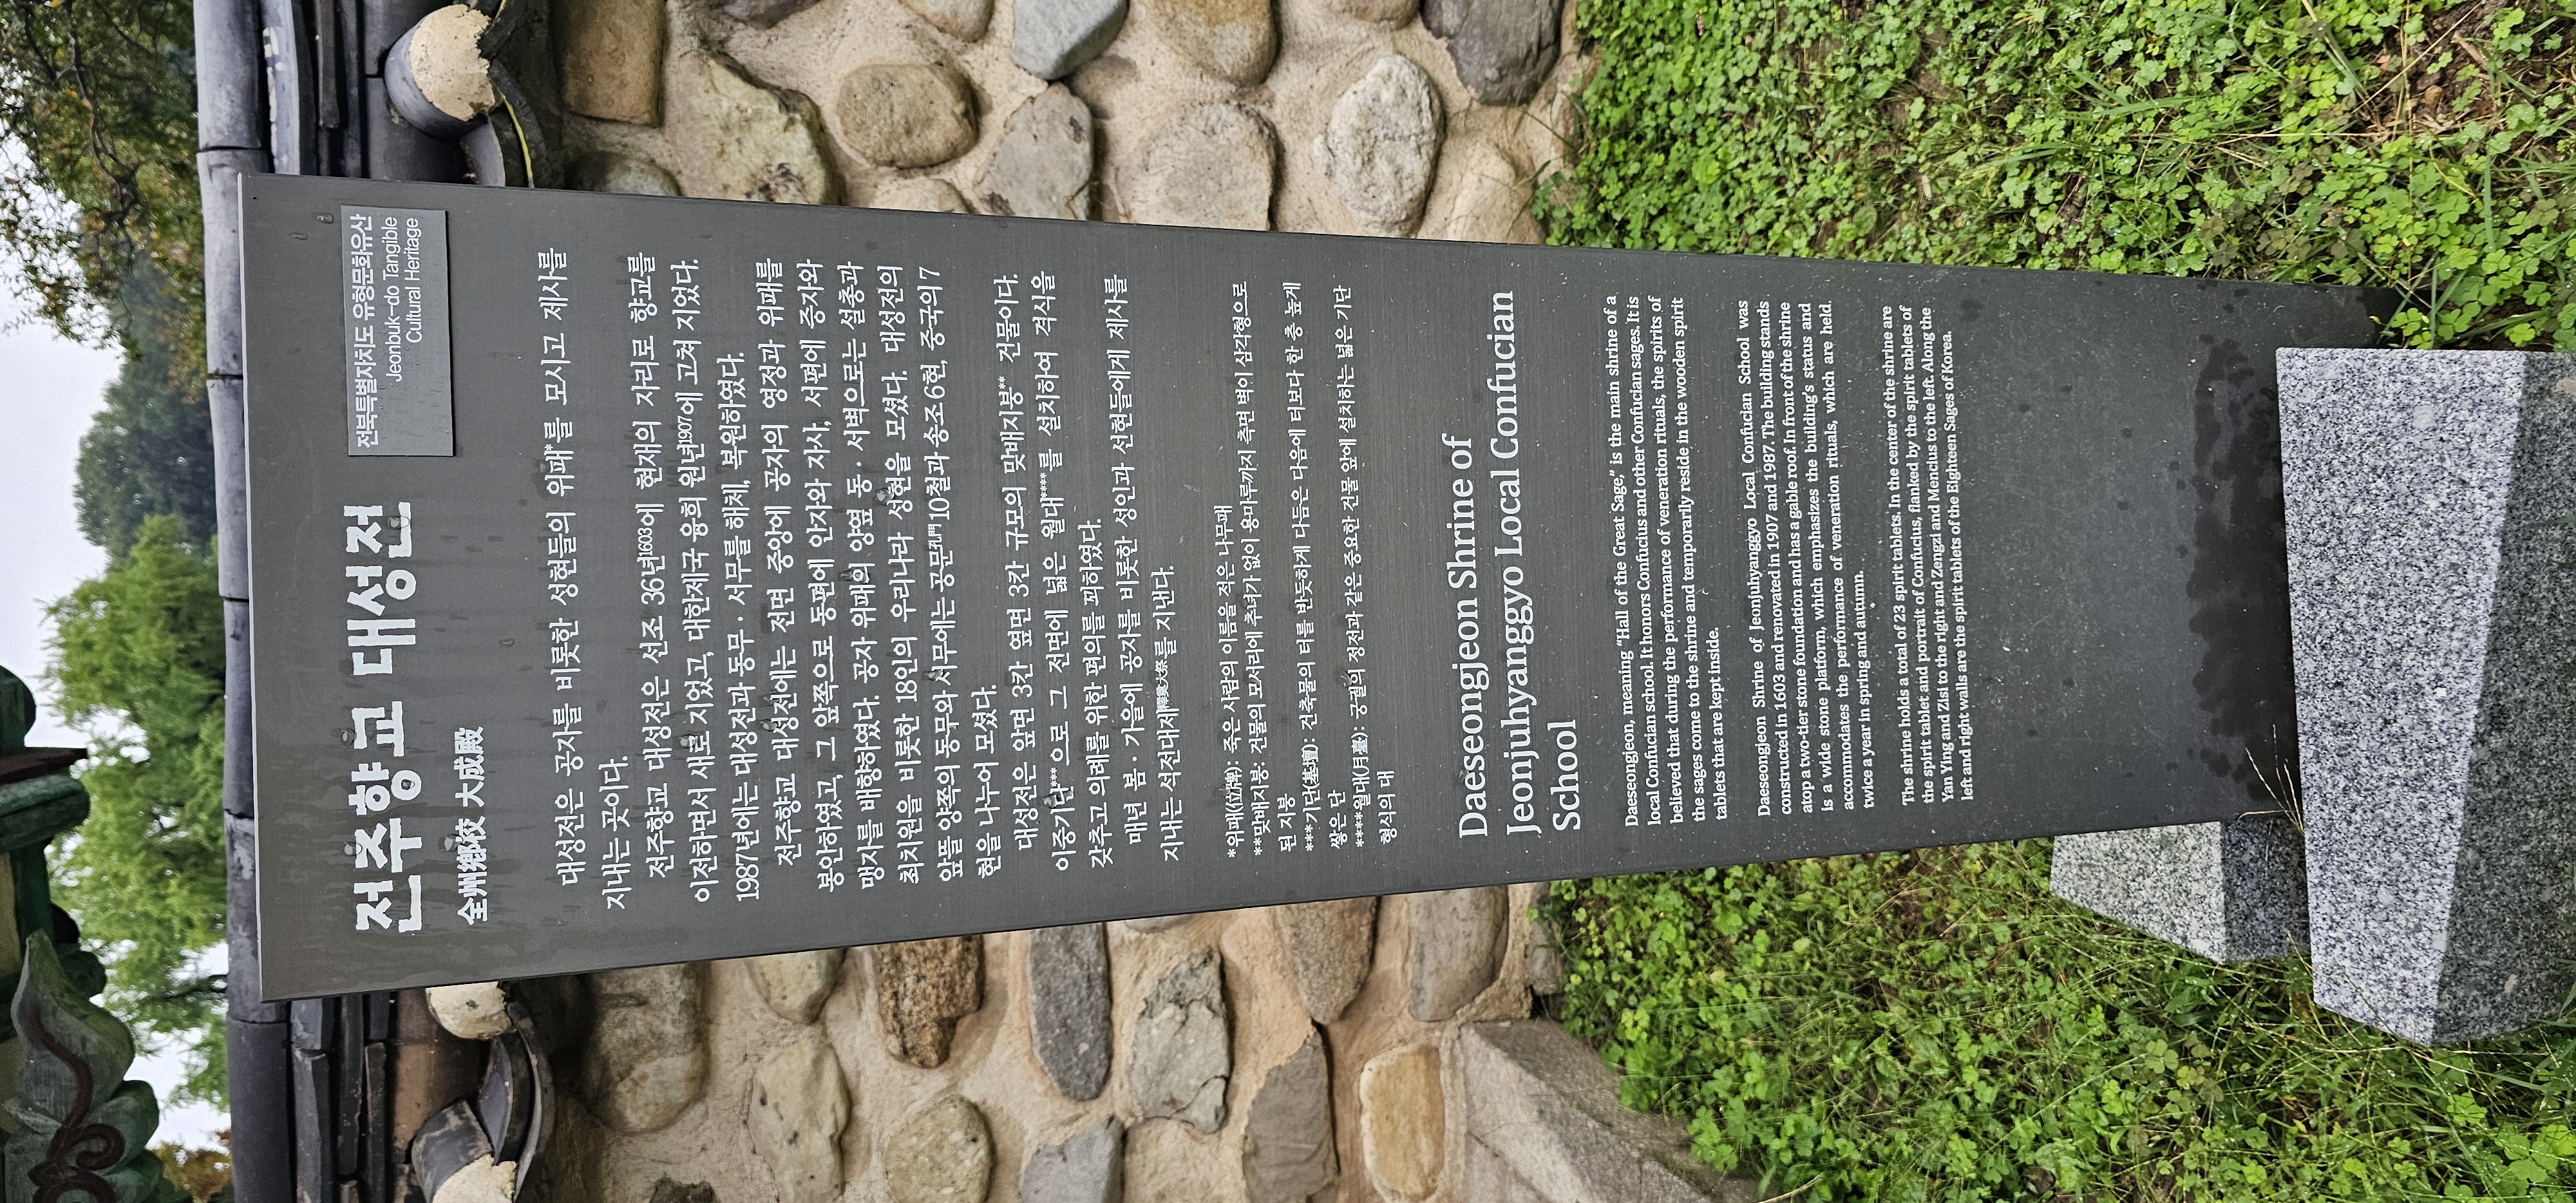 전주향교 대성전
全州鄕校 大成殿
전북특별자치도 유형문화유산
Jeonbuk-do Tangible
Cultural Heritage
대성전은 공자를 비롯한 성현들의 위패*를 모시고 제사를
지내는 곳이다.
전주향교 대성전은 선조 36년1603에 현재의 자리로 향교를
이전하면서 새로 지었고, 대한제국 융희 원년1907에 고쳐 지었다.
1987년에는 대성전과 동무·서무를 해체, 복원하였다.
전주향교 대성전에는 전면 중앙에 공자의 영정과 위패를
봉안하였고, 그 앞쪽으로 동편에 안자와 자사, 서편에 증자와
맹자를 배향하였다. 공자 위패의 양옆 동·서벽으로는 설총과
최치원을 비롯한 18인의 우리나라 성현을 모셨다. 대성전의
앞뜰 양쪽의 동무와 서무에는 공문孔門10철과 송조 6현, 중국의 7
현을 나누어 모셨다.
대성전은 앞면 3칸 옆면 3칸 규모의 맞배지붕** 건물이다.
이중기단***으로 그 전면에 넓은 월대****를 설치하여 격식을
갖추고 의례를 위한 편의를 꾀하였다.
매년 봄·가을에 공자를 비롯한 성인과 선현들에게 제사를
지내는 석전대제釋奠大祭를 지낸다.
*위패(位牌): 죽은 사람의 이름을 적은 나무패
**맞배지붕: 건물의 모서리에 추녀가 없이 용마루까지 측면 벽이 삼각형으로
된 지붕
***기단(基壇): 건축물의 터를 반듯하게 다듬은 다음에 터보다 한 층 높게
쌓은 단
****월대(月臺): 궁궐의 정전과 같은 중요한 건물 앞에 설치하는 넓은 기단
형식의 대
Daeseongjeon Shrine of
Jeonjuhyanggyo Local Confucian
School
Daeseongjeon, meaning "Hall of the Great Sage," is the main shrine of a
local Confucian school. It honors Confucius and other Confucian sages. It is
believed that during the performance of veneration rituals, the spirits of
the sages come to the shrine and temporarily reside in the wooden spirit
tablets that are kept inside.
Daeseongjeon Shrine of Jeonjuhyanggyo Local Confucian School was
constructed in 1603 and renovated in 1907 and 1987. The building stands
atop a two-tier stone foundation and has a gable roof. In front of the shrine
is a wide stone platform, which emphasizes the building's status and
accommodates the performance of veneration rituals, which are held
twice a year in spring and autumn.
The shrine holds a total of 23 spirit tablets. In the center of the shrine are
the spirit tablet and portrait of Confucius, flanked by the spirit tablets of
Yan Ying and Zisi to the right and Zengzi and Mencius to the left. Along the
left and right walls are the spirit tablets of the Eighteen Sages of Korea.